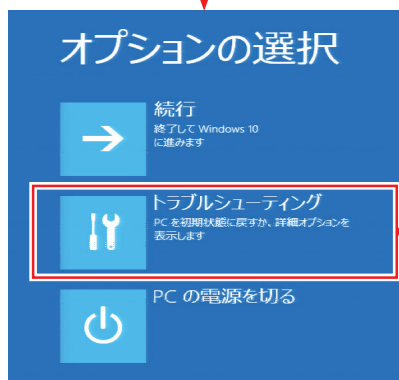 オプションの選択
続行
終了して Windows 10
に進みます
トラブルシューティング
PC を初期状態に戻すか、詳細オプションを
表示します
PC の電源を切る